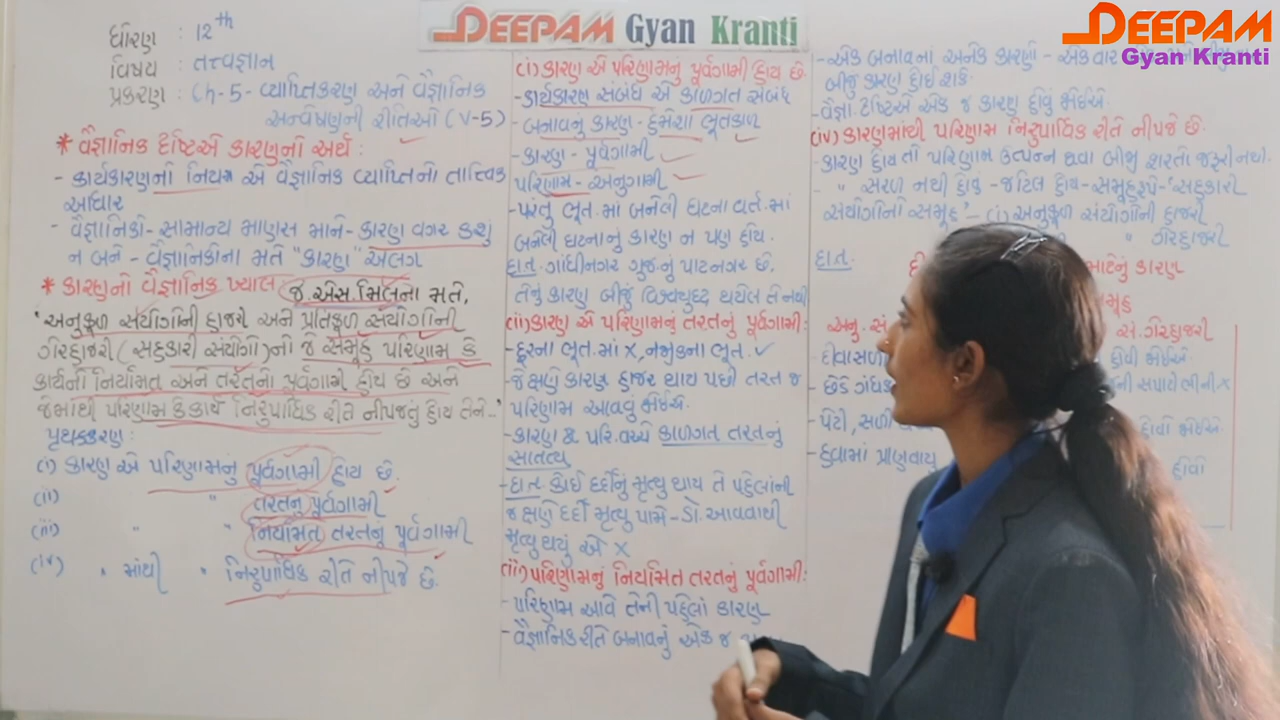 DEEPAM Gyan Kranti
DEEPAM
Gyan Kranti
ધોરણ : 12th
વિષય : તત્ત્વજ્ઞાન
પ્રકરણ : Ch-5 - વ્યાપ્તિકરણ અને વૈજ્ઞાનિક
અન્વેષણની રીતિઓ (V-5)
* વૈજ્ઞાનિક દૃષ્ટિએ કારણનો અર્થ :
- કાર્યકારણનો નિયમ એ વૈજ્ઞાનિક વ્યાપ્તિનો તાત્ત્વિક
આધાર
- વૈજ્ઞાનિકો- સામાન્ય માણસ માને- કારણ વગર કશું
ન બને - વૈજ્ઞાનિકોના મતે "કારણ" અલગ
* કારણનો વૈજ્ઞાનિક ખ્યાલ જે.એસ.મિલના મતે,
'અનુકૂળ સંયોગોની હાજરી અને પ્રતિકૂળ સંયોગોની
ગેરહાજરી (સહકારી સંયોગો)નો જે સમૂહ પરિણામ કે
કાર્યનો નિયમિત અને તરતનો પૂર્વગામી હોય છે અને
જેમાંથી પરિણામ કે કાર્ય નિરુપાધિક રીતે નીપજતું હોય તેને...'
પૃથક્કરણ:
(i) કારણ એ પરિણામનું પૂર્વગામી હોય છે.
(ii) " તરતનું પૂર્વગામી
(iii) " " નિયમિત તરતનું પૂર્વગામી
(iv) " માંથી " નિરુપાધિક રીતે નીપજે છે.
(i) કારણ એ પરિણામનું પૂર્વગામી હોય છે.
- કાર્યકારણ સંબંધ એ કાળગત સંબંધ
- બનાવનું કારણ - હંમેશા ભૂતકાળ
- કારણ - પૂર્વગામી
પરિણામ - અનુગામી
- પરંતુ ભૂત.માં બનેલી ઘટના વર્ત.માં
બનેલી ઘટનાનું કારણ ન પણ હોય.
દા.ત. ગાંધીનગર ગુજ.નું પાટનગર છે,
તેનું કારણ બીજું વિશ્વયુદ્ધ થયેલ તે નથી
(ii) કારણ એ પરિણામનું તરતનું પૂર્વગામી:
- દૂરના ભૂત.માં X, નજીકના ભૂત. ✓
- જે ક્ષણે કારણ હાજર થાય પછી તરત જ
પરિણામ આવવું જોઈએ.
- કારણ & પરિ.વચ્ચે કાળગત તરતનું
સાતત્ય
- દા.ત. કોઈ દર્દીનું મૃત્યુ થાય તે પહેલાંની
જ ક્ષણે દર્દી મૃત્યુ પામે - ડૉ. આવવાથી
મૃત્યુ થયું એ X
(iii) પરિણામનું નિયમિત તરતનું પૂર્વગામી:
- પરિણામ આવે તેની પહેલાં કારણ
- વૈજ્ઞાનિક રીતે બનાવનું એક જ
- એક બનાવનાં અનેક કારણો - એકવાર
બીજું કારણ હોઈ શકે.
વૈજ્ઞા. દૃષ્ટિએ એક જ કારણ હોવું જોઈએ.
(iv) કારણમાંથી પરિણામ નિરુપાધિક રીતે નીપજે છે.
- કારણ હોય તો પરિણામ ઉત્પન્ન થવા બીજી શરતો જરૂરી નથી.
- " સરળ નથી હોતું - જટિલ હોય - સમૂહરૂપે - 'સહકારી
સંયોગોનો સમૂહ' - (i) અનુકૂળ સંયોગોની હાજરી
" ગેરહાજરી
દા.ત. માટેનું કારણ
અનુ. સં
સં. ગેરહાજરી
- દીવાસળી હોવી જોઈએ.
- પેટી, સળી હોવો જોઈએ
- હવામાં પ્રાણવાયુ હોવો